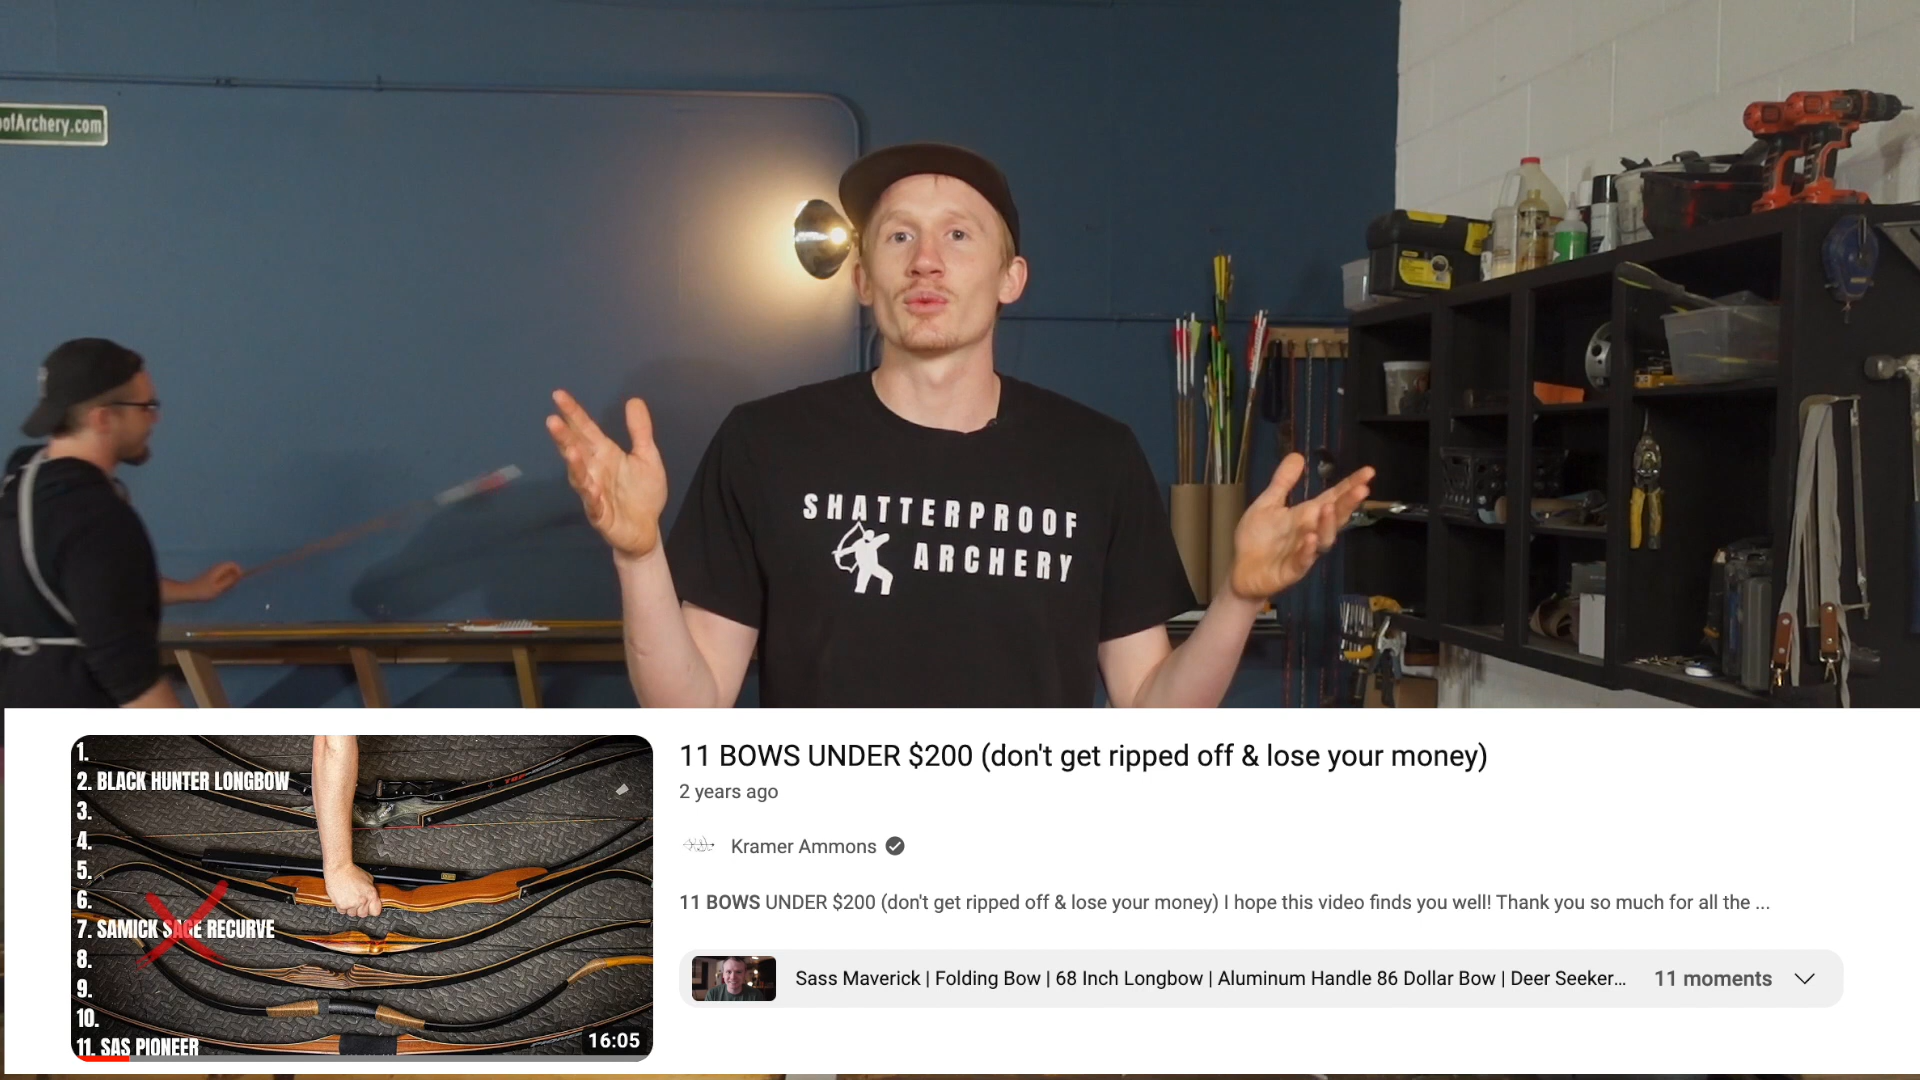 ofArchery.com
SHATTERPROOF
ARCHERY
1.
2. BLACK HUNTER LONGBOW
3.
4.
5.
6.
7. SAMICK SAGE RECURVE
8.
9.
10.
11. SAS PIONEER
16:05
11 BOWS UNDER $200 (don't get ripped off & lose your money)
2 years ago
Kramer Ammons
11 BOWS UNDER $200 (don't get ripped off & lose your money) I hope this video finds you well! Thank you so much for all the ...
Sass Maverick | Folding Bow | 68 Inch Longbow | Aluminum Handle 86 Dollar Bow | Deer Seeker...
11 moments